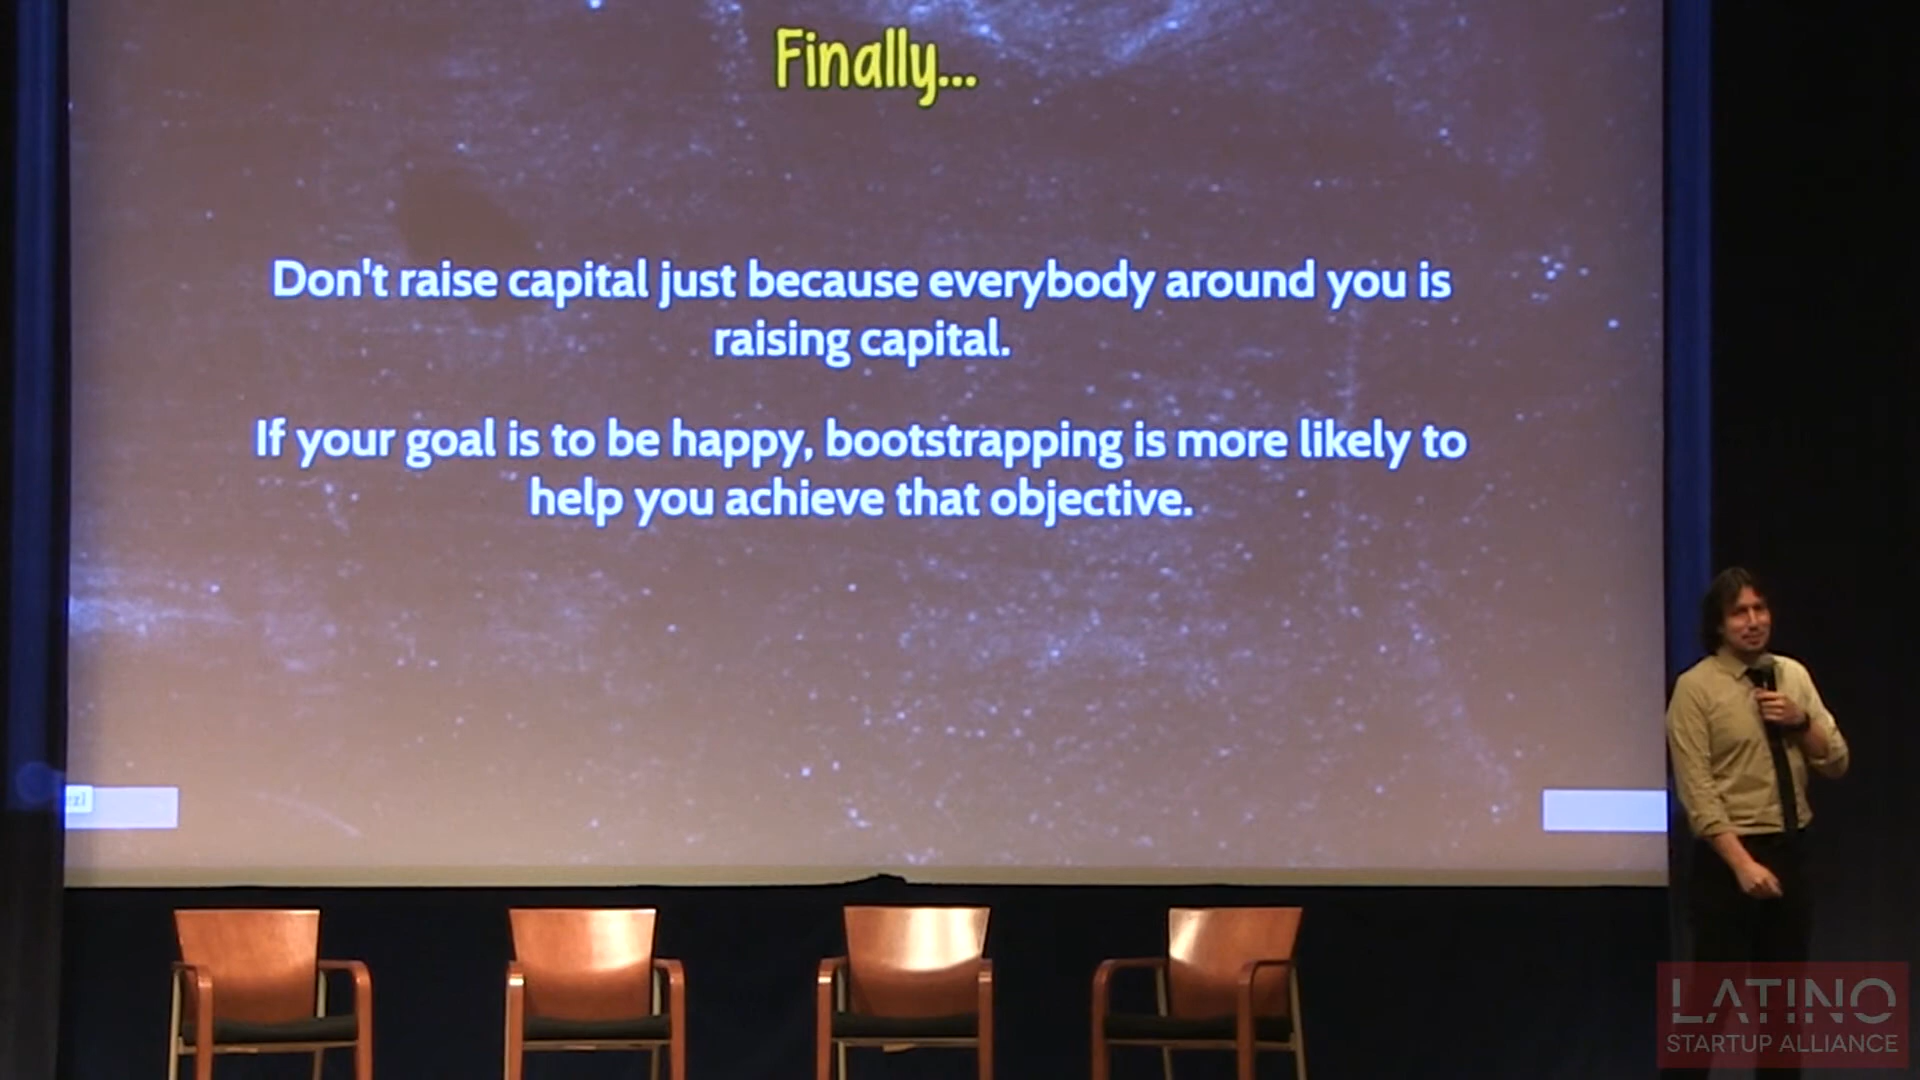 Finally...
Don't raise capital just because everybody around you is
raising capital.
If your goal is to be happy, bootstrapping is more likely to
help you achieve that objective.
LATINO
STARTUP ALLIANCE